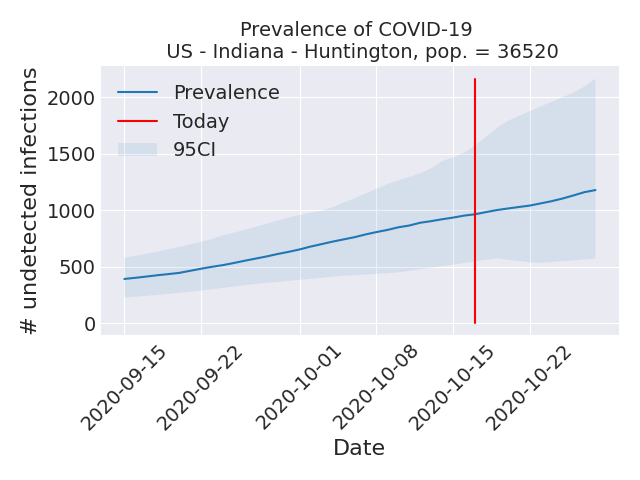 Prevalence of COVID-19
US - Indiana - Huntington, pop. = 36520
# undetected infections
2000
1500
1000
500
0
Prevalence
Today
95CI
2020-09-15
2020-09-22
2020-10-01
2020-10-08
2020-10-15
2020-10-22
Date